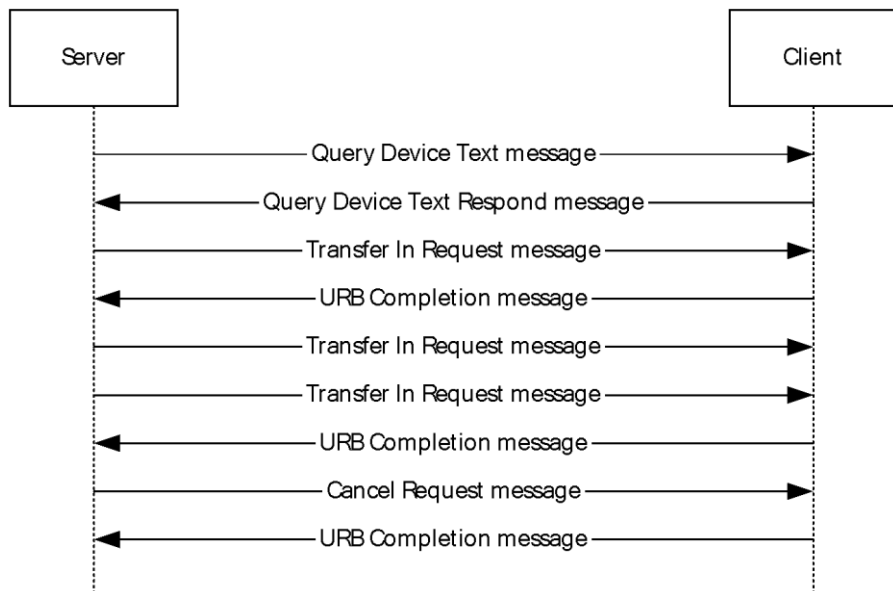 Server
Client
Query Device Text message
Query Device Text Respond message
Transfer In Request message
URB Completion message
Transfer In Request message
Transfer In Request message
URB Completion message
Cancel Request message
URB Completion message